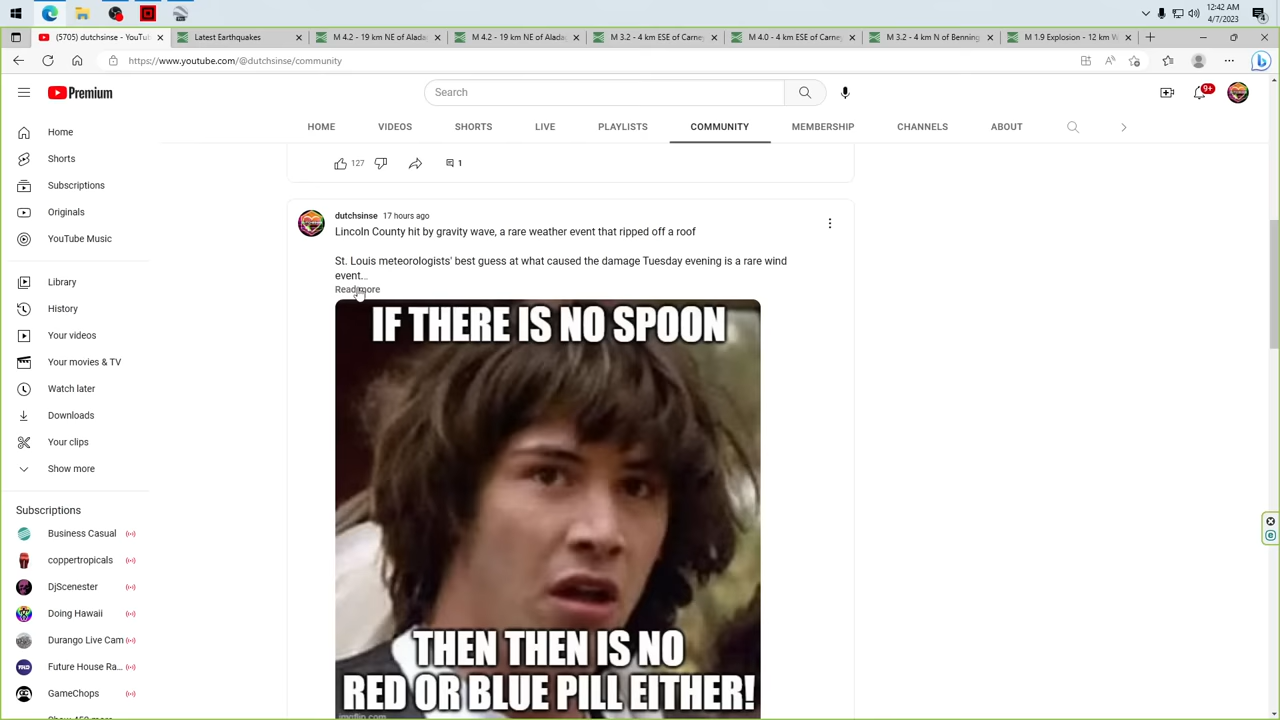 12:42 AM
4/7/2023
4
(5705) dutchsinse - YouTu
Latest Earthquakes
M 4.2 - 19 km NE of Alada
M 4.2 - 19 km NE of Alada
M 3.2 - 4 km ESE of Carne
M 4.0 - 4 km ESE of Carne
M 3.2 - 4 km N of Benning
M 1.9 Explosion - 12 km W
https://www.youtube.com/@dutchsinse/community
Premium
Search
9+
HOME
VIDEOS
SHORTS
LIVE
PLAYLISTS
COMMUNITY
MEMBERSHIP
CHANNELS
ABOUT
Home
Shorts
Subscriptions
Originals
YouTube Music
Library
History
Your videos
Your movies & TV
Watch later
Downloads
Your clips
Show more
Subscriptions
Business Casual
coppertropicals
DjScenester
Doing Hawaii
Durango Live Cam
Future House Ra...
GameChops
127
1
dutchsinse 17 hours ago
Lincoln County hit by gravity wave, a rare weather event that ripped off a roof
St. Louis meteorologists' best guess at what caused the damage Tuesday evening is a rare wind
event...
Read more
IF THERE IS NO SPOON
THEN THEN IS NO
RED OR BLUE PILL EITHER!
imgflip.com